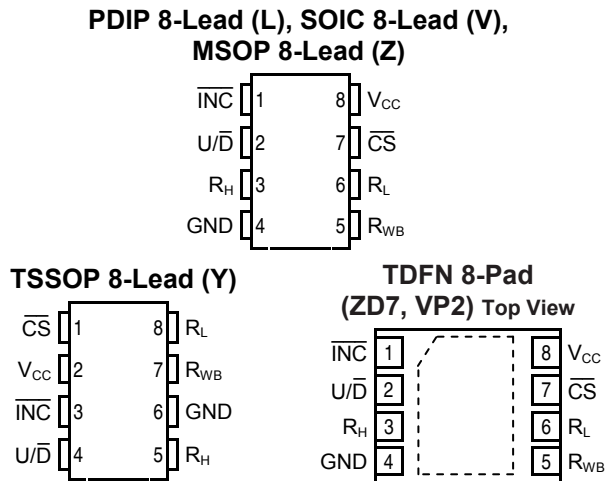 PDIP 8-Lead (L), SOIC 8-Lead (V),
MSOP 8-Lead (Z)
INC 1 8 VCC
U/D 2 7 CS
RH 3 6 RL
GND 4 5 RWB
TSSOP 8-Lead (Y)
CS 1 8 RL
VCC 2 7 RWB
INC 3 6 GND
U/D 4 5 RH
TDFN 8-Pad
(ZD7, VP2) Top View
INC 1 8 VCC
U/D 2 7 CS
RH 3 6 RL
GND 4 5 RWB